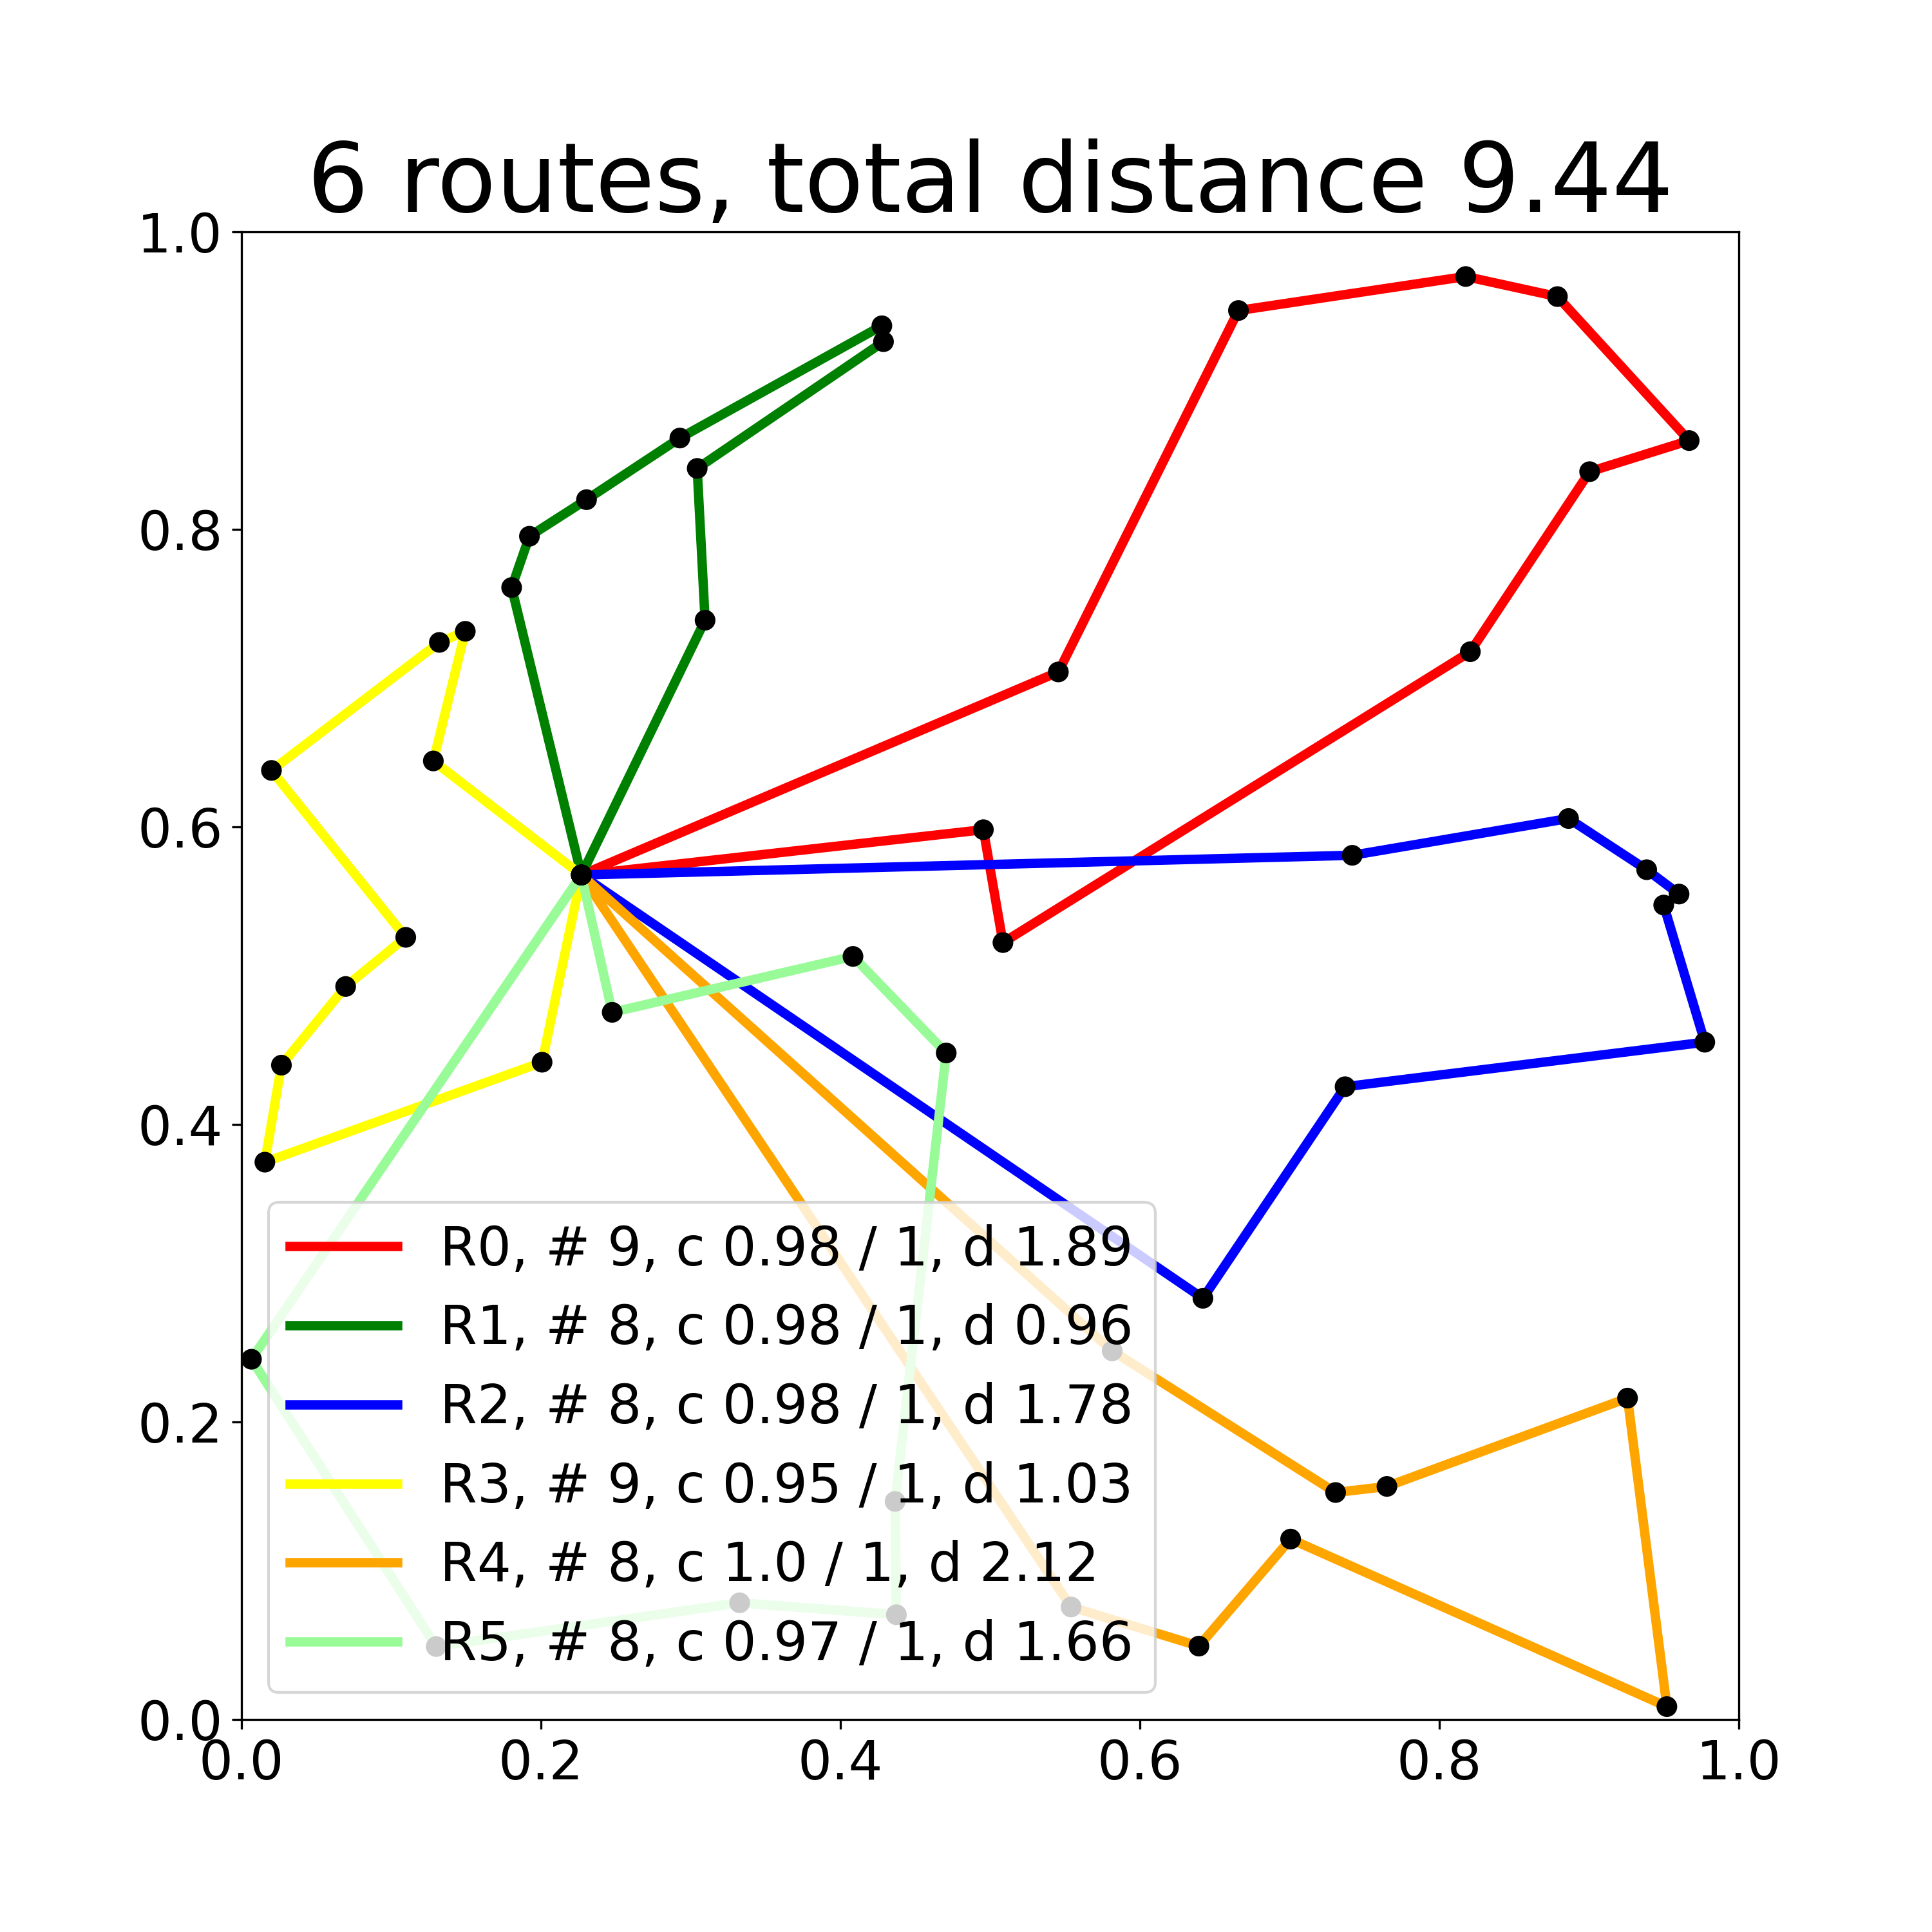 6 routes, total distance 9.44
1.0
0.8
0.6
0.4
0.2
0.0
R0, # 9, c 0.98 / 1, d 1.89
R1, # 8, c 0.98 / 1, d 0.96
R2, # 8, c 0.98 / 1, d 1.78
R3, # 9, c 0.95 / 1, d 1.03
R4, # 8, c 1.0 / 1, d 2.12
R5, # 8, c 0.97 / 1, d 1.66
0.0 0.2 0.4 0.6 0.8 1.0